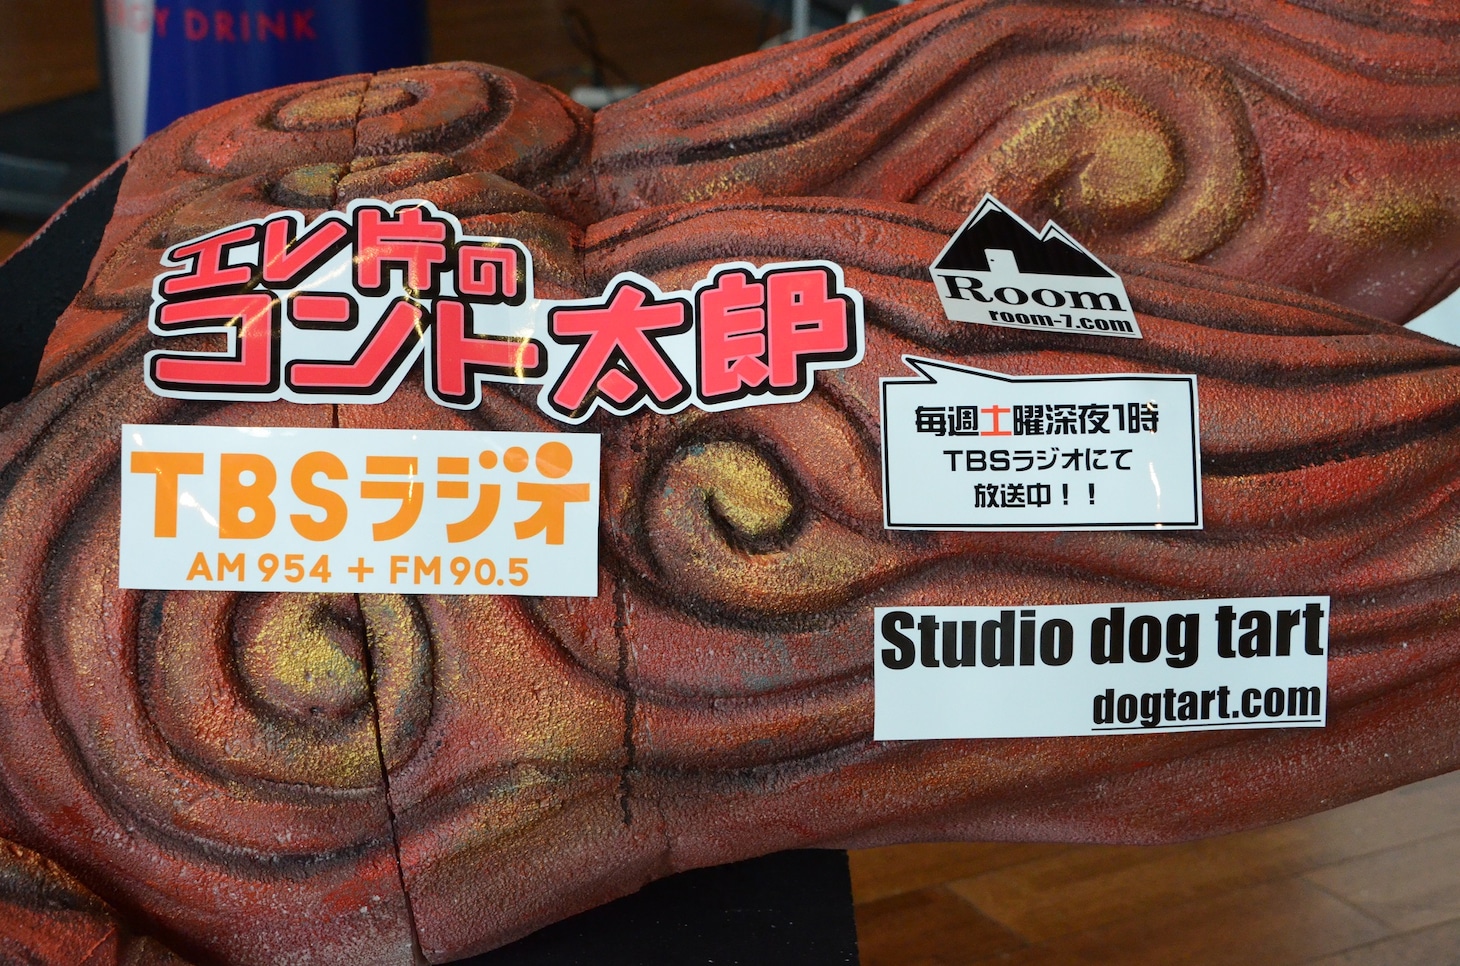 DRINK
エレ片の
コント太郎
Room
room-7.com
毎週土曜深夜1時
TBSラジオにて
放送中！！
TBSラジオ
AM 954 + FM 90.5
Studio dog tart
dogtart.com